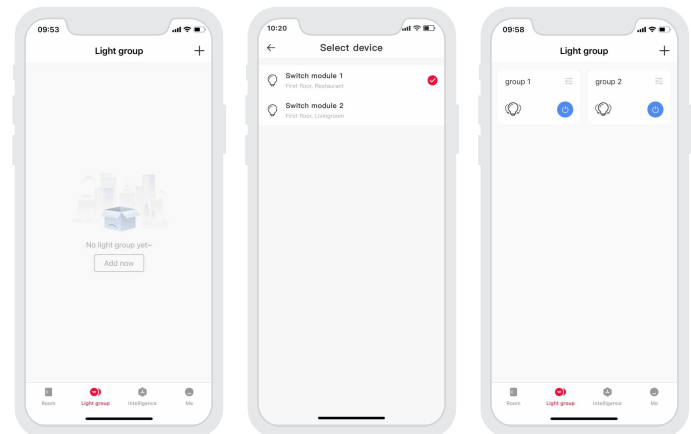 09:53
Light group
No light group yet~
Add now
Room Light group Intelligence Me
10:20
Select device
Switch module 1
First floor, Restaurant
Switch module 2
First floor, Livingroom
09:58
Light group
group 1 group 2
Room Light group Intelligence Me